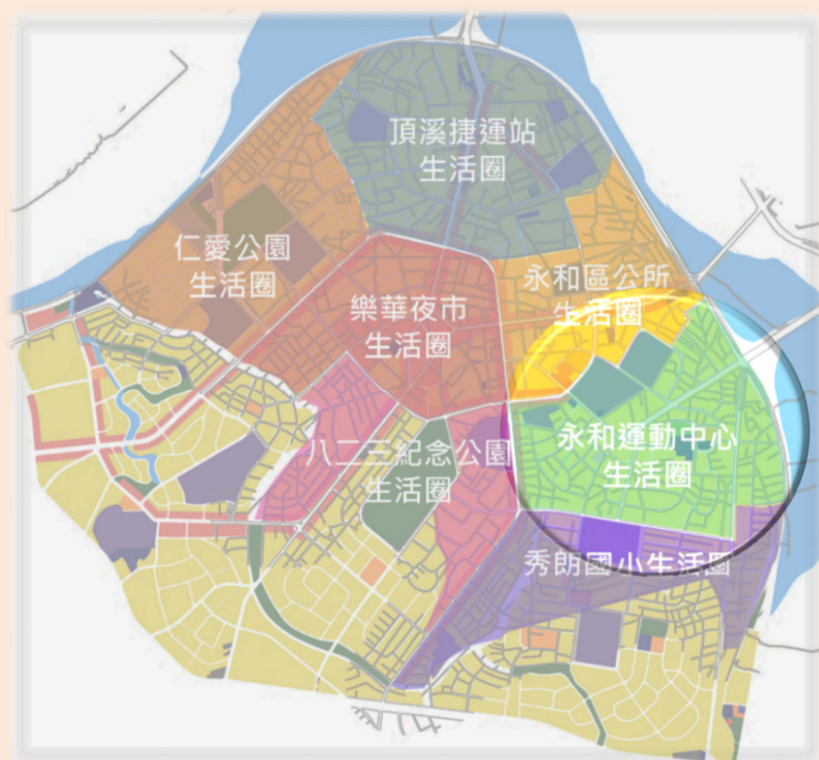 頂溪捷運站
生活圈
仁愛公園
生活圈
永和區公所
生活圈
樂華夜市
生活圈
永和運動中心
生活圈
八二三紀念公園
生活圈
秀朗國小生活圈